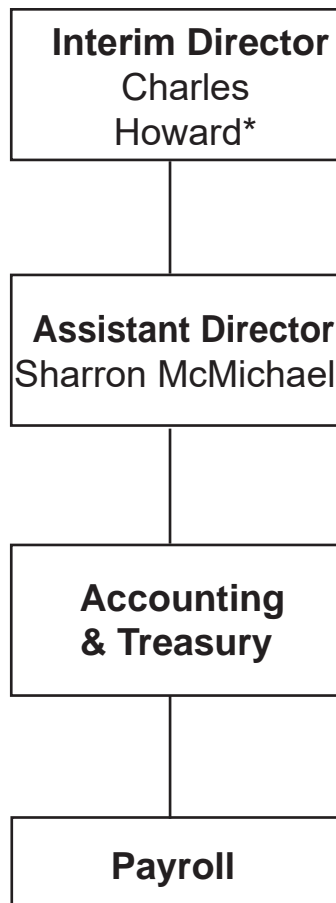 Interim Director
Charles
Howard*
Assistant Director
Sharron McMichael
Accounting
& Treasury
Payroll